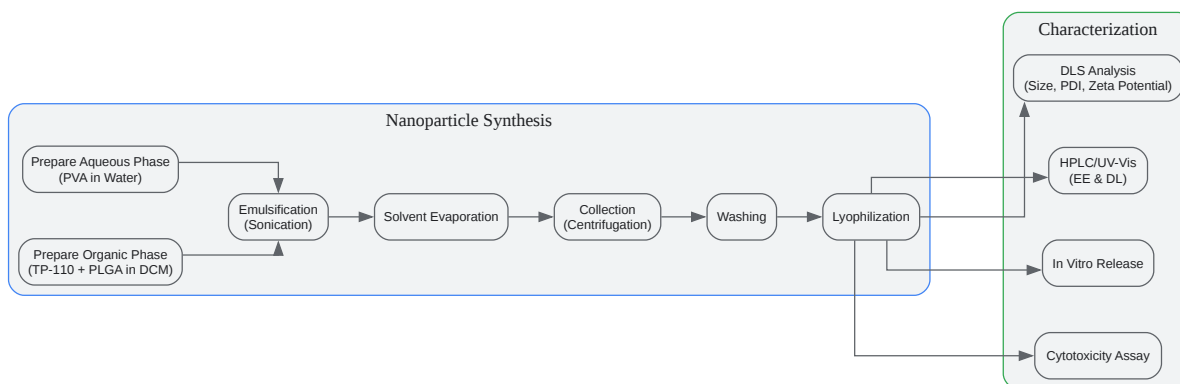 Characterization
DLS Analysis
(Size, PDI, Zeta Potential)
Nanoparticle Synthesis
Prepare Aqueous Phase
(PVA in Water)
HPLC/UV-Vis
(EE & DL)
Emulsification
(Sonication)
Solvent Evaporation
Collection
(Centrifugation)
Washing
Lyophilization
Prepare Organic Phase
(TP-110 + PLGA in DCM)
In Vitro Release
Cytotoxicity Assay